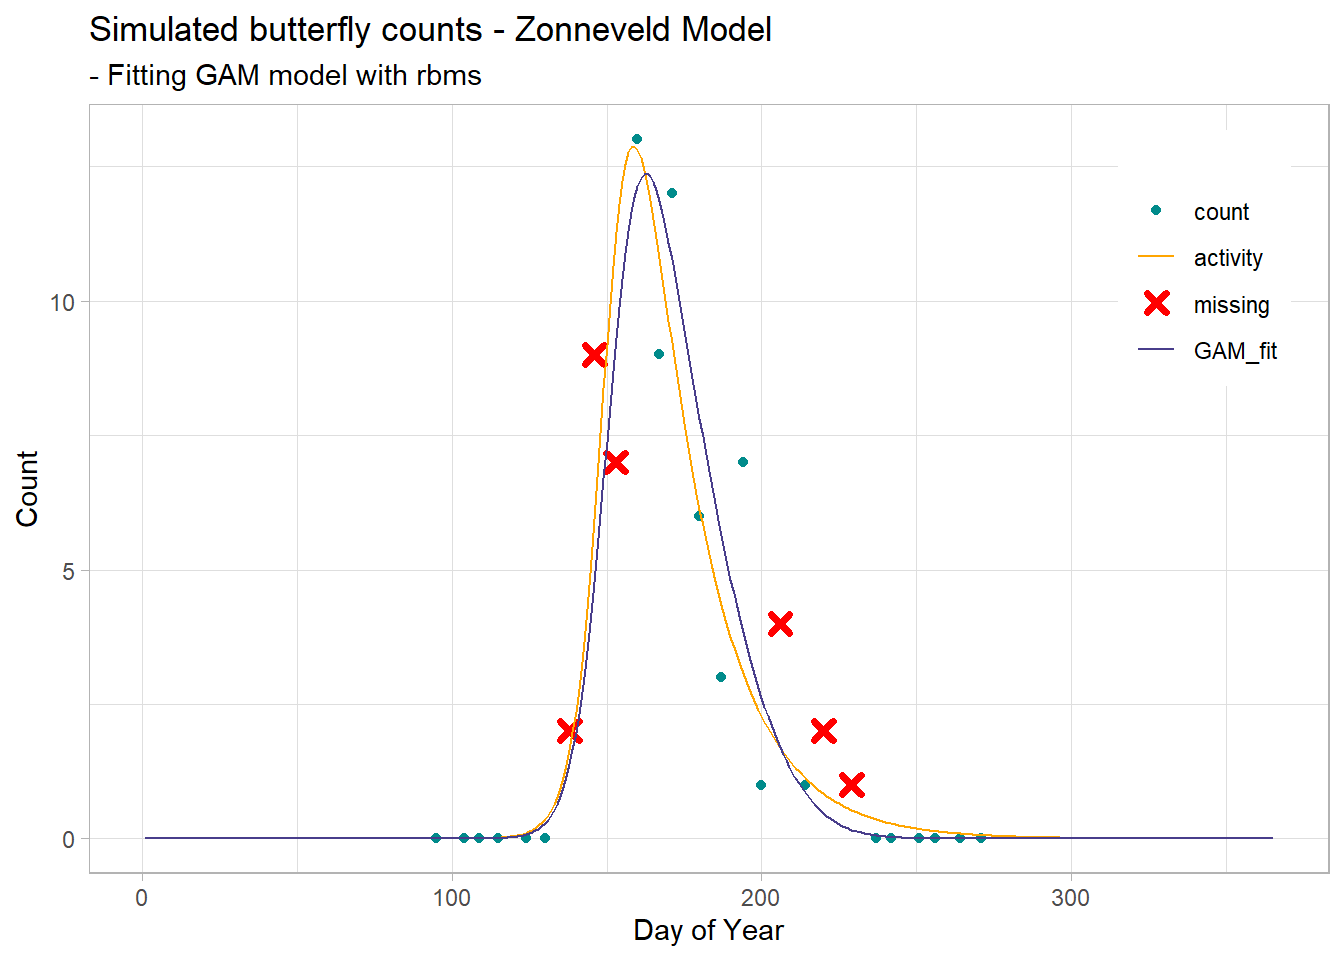 Simulated butterfly counts - Zonneveld Model
- Fitting GAM model with rbms
count
activity
missing
GAM_fit
10
5
0
Count
0 100 200 300
Day of Year